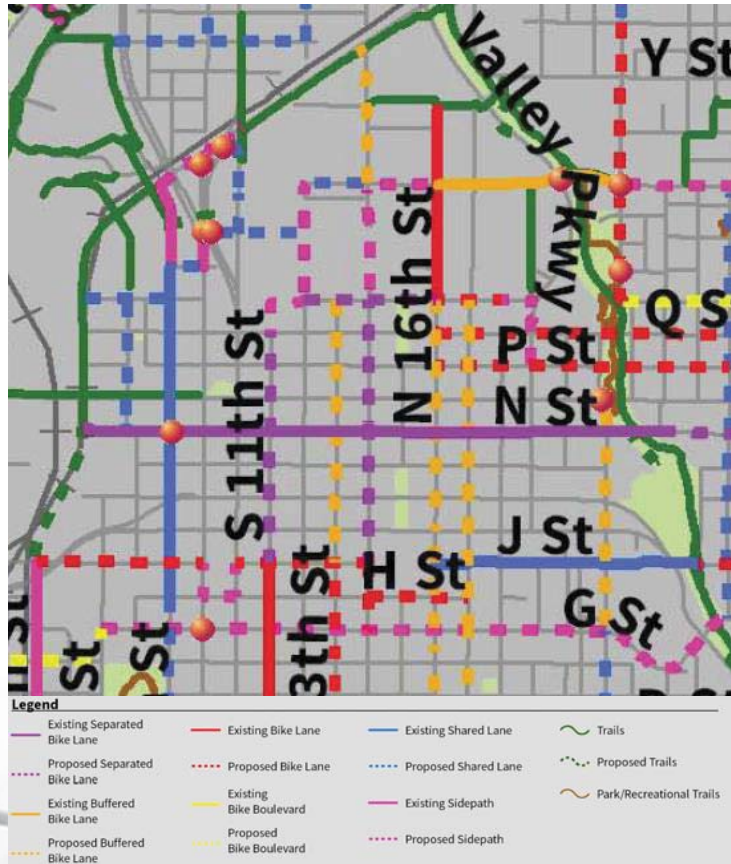 Valley
Y St
Pkwy
N 16th St
Q S
P St
N St
S 11th St
J St
H St
G St
3th St
St
St
St
Legend
Existing Separated
Bike Lane
Proposed Separated
Bike Lane
Existing Buffered
Bike Lane
Proposed Buffered
Bike Lane
Existing Bike Lane
Proposed Bike Lane
Existing
Bike Boulevard
Proposed
Bike Boulevard
Existing Shared Lane
Proposed Shared Lane
Existing Sidepath
Proposed Sidepath
Trails
Proposed Trails
Park/Recreational Trails